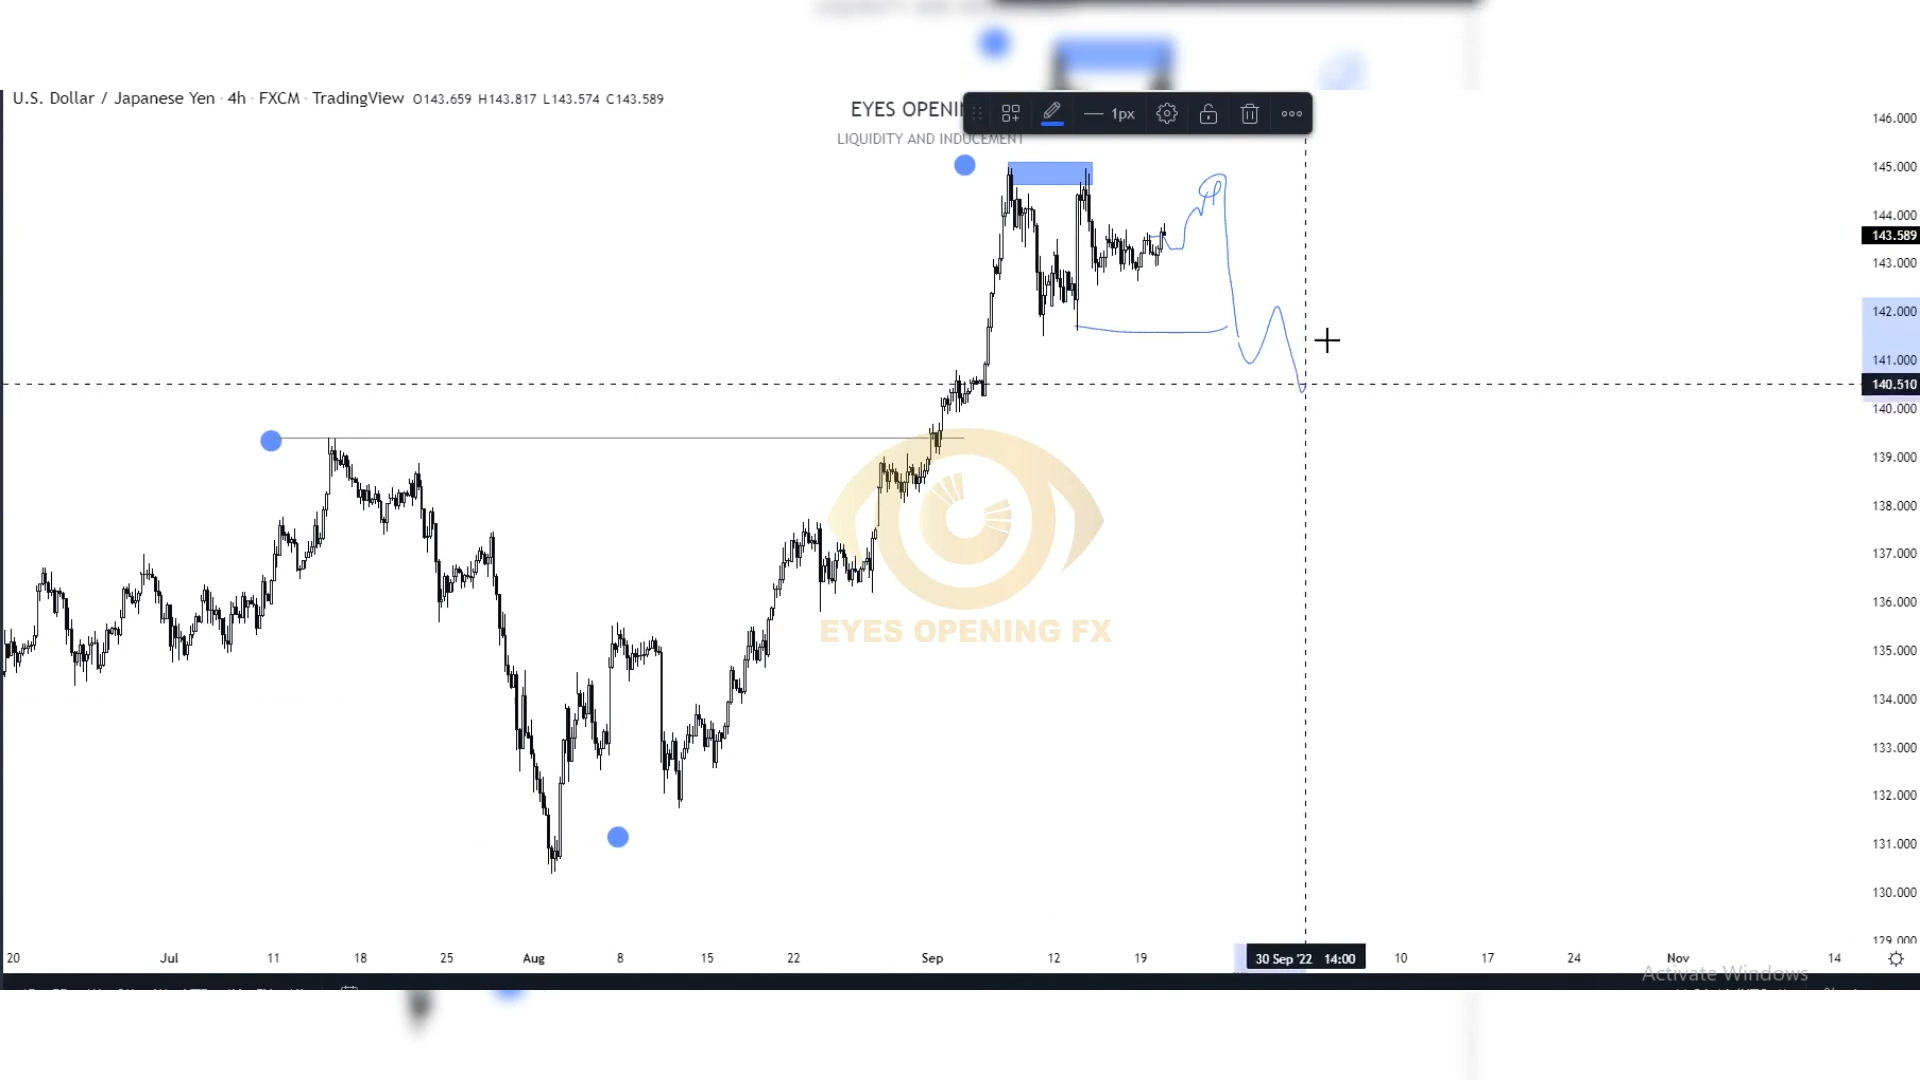 LIQUIDITY AND INDUCEMENT
U.S. Dollar / Japanese Yen · 4h · FXCM · TradingView O143.659 H143.817 L143.574 C143.589
EYES OPENIN
1px
LIQUIDITY AND INDUCEMENT
146.000
145.000
144.000
143.589
143.000
142.000
141.000
140.510
140.000
139.000
138.000
137.000
136.000
135.000
134.000
133.000
132.000
131.000
130.000
129.000
EYES OPENING FX
20 Jul 11 18 25 Aug 8 15 22 Sep 12 19 30 Sep '22 14:00 10 17 24 Nov 14
Activate Windows